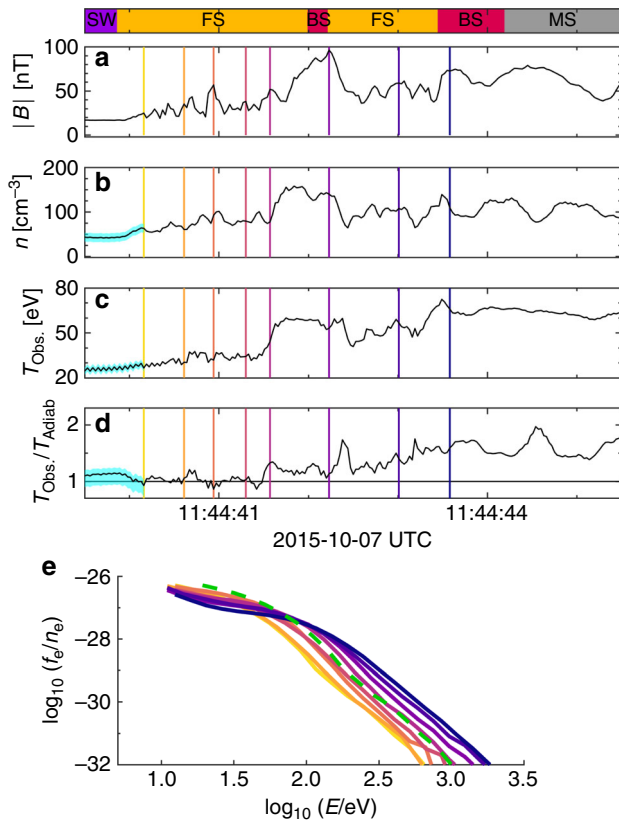 SW FS BS FS BS MS
a
100
50
0
|B| [nT]
b
200
100
0
n [cm⁻³]
c
80
50
20
T_Obs. [eV]
d
2
1
T_Obs./T_Adiab
11:44:41 11:44:44
2015-10-07 UTC
e
−26
−28
−30
−32
log₁₀ (f_e/n_e)
1.0 1.5 2.0 2.5 3.0 3.5
log₁₀ (E/eV)